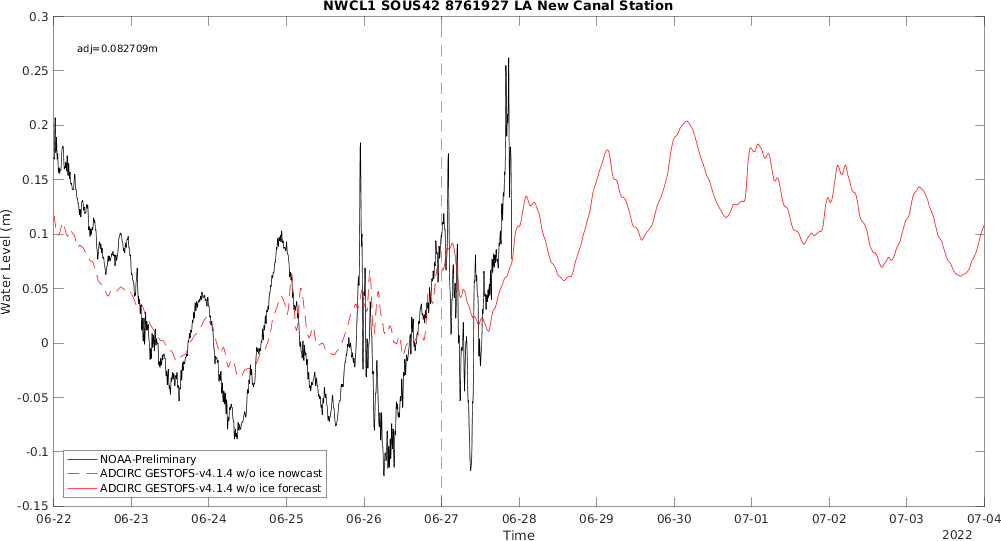 NWCL1 SOUS42 8761927 LA New Canal Station
adj=0.082709m
Water Level (m)
0.3
0.25
0.2
0.15
0.1
0.05
0
-0.05
-0.1
-0.15
NOAA-Preliminary
ADCIRC GESTOFS-v4.1.4 w/o ice nowcast
ADCIRC GESTOFS-v4.1.4 w/o ice forecast
06-22 06-23 06-24 06-25 06-26 06-27 06-28 06-29 06-30 07-01 07-02 07-03 07-04
Time
2022